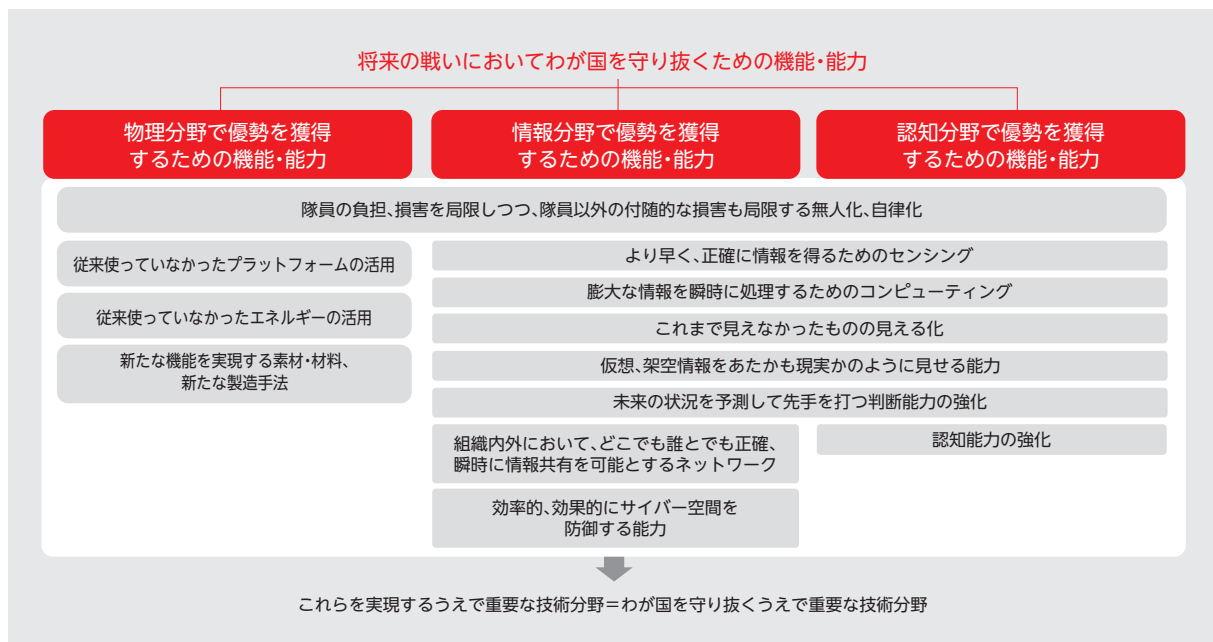 将来の戦いにおいてわが国を守り抜くための機能・能力
物理分野で優勢を獲得
するための機能・能力
情報分野で優勢を獲得
するための機能・能力
認知分野で優勢を獲得
するための機能・能力
隊員の負担、損害を局限しつつ、隊員以外の付随的な損害も局限する無人化、自律化
従来使っていなかったプラットフォームの活用
従来使っていなかったエネルギーの活用
新たな機能を実現する素材・材料、
新たな製造手法
より早く、正確に情報を得るためのセンシング
膨大な情報を瞬時に処理するためのコンピューティング
これまで見えなかったものの見える化
仮想、架空情報をあたかも現実かのように見せる能力
未来の状況を予測して先手を打つ判断能力の強化
組織内外において、どこでも誰とでも正確、
瞬時に情報共有を可能とするネットワーク
効率的、効果的にサイバー空間を
防御する能力
認知能力の強化
これらを実現するうえで重要な技術分野＝わが国を守り抜くうえで重要な技術分野